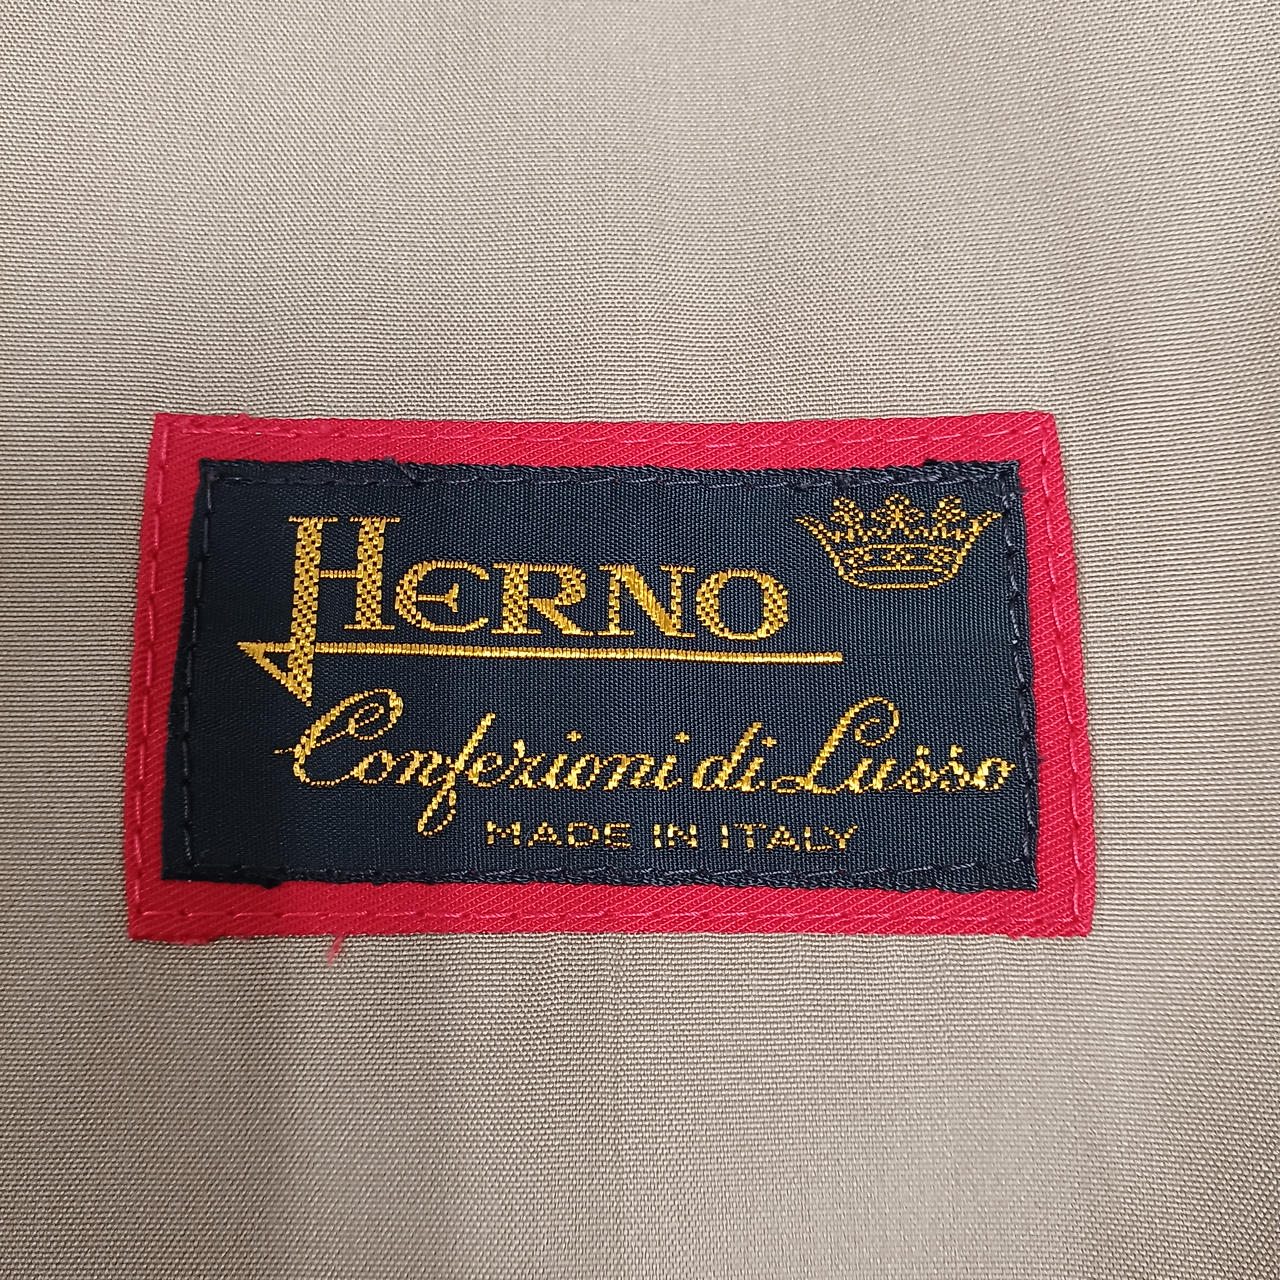 HERNO
Confezioni di Lusso
MADE IN ITALY